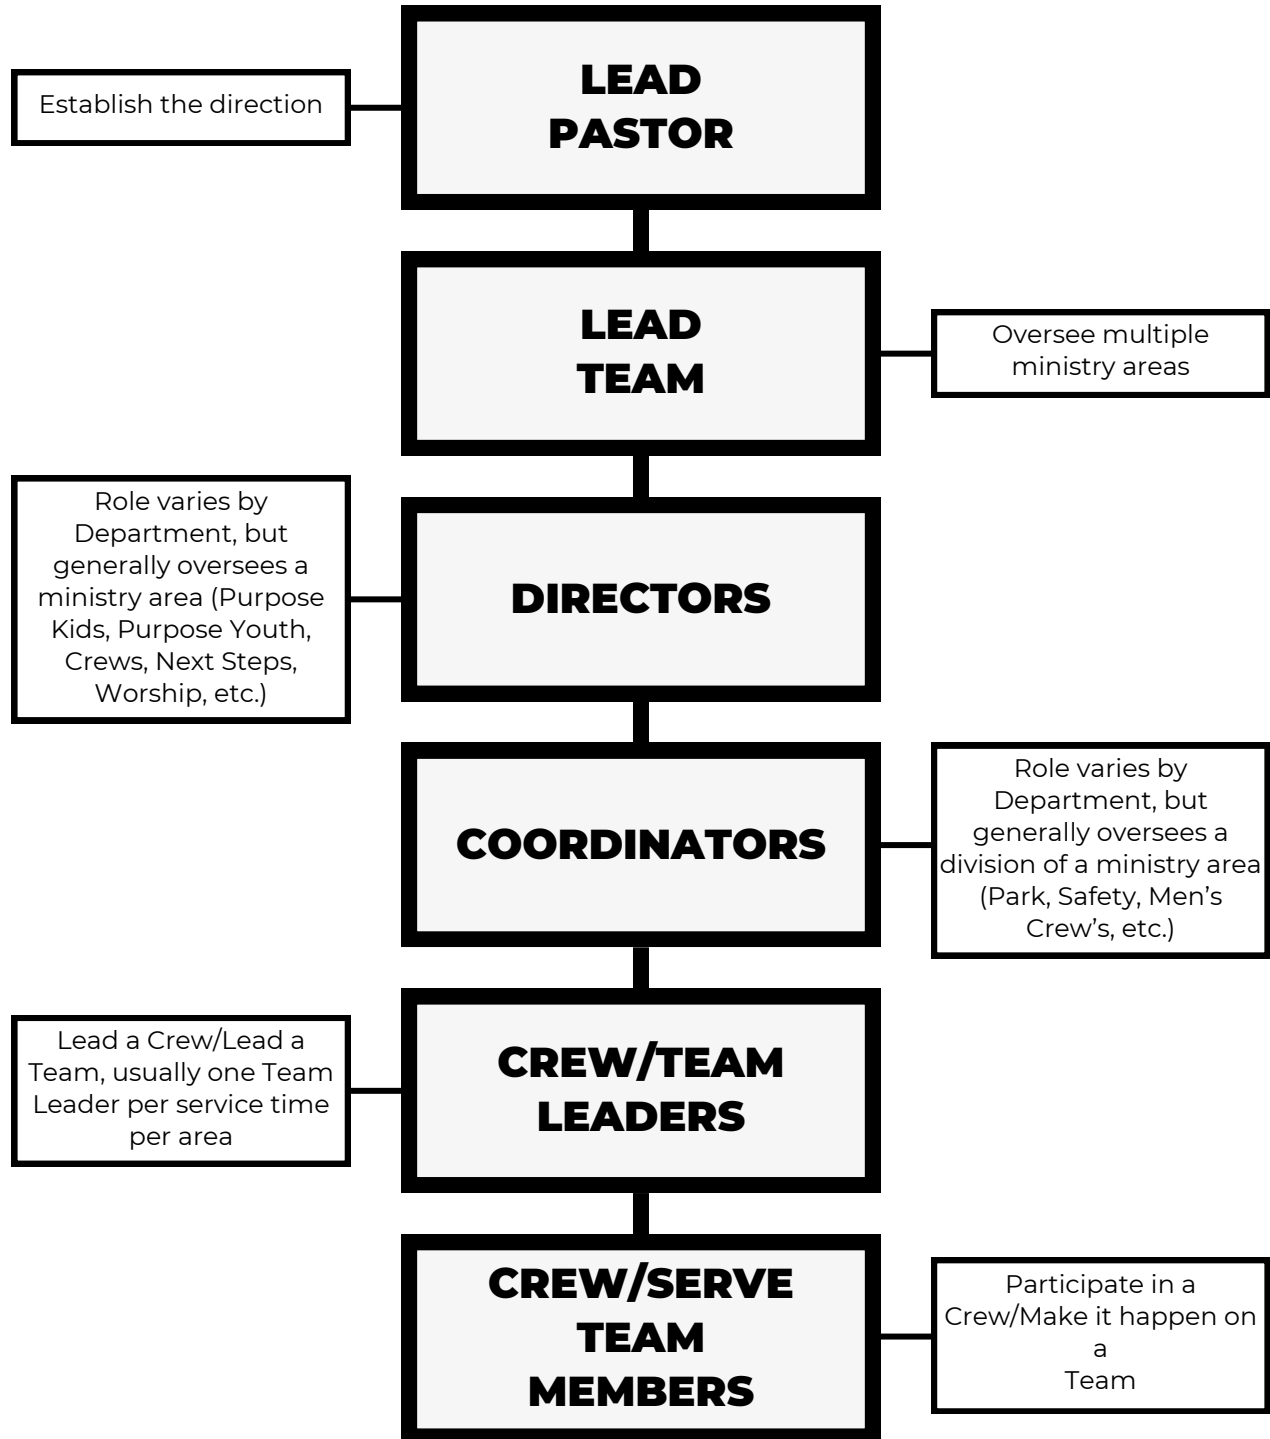 LEAD
PASTOR
Establish the direction
LEAD
TEAM
Oversee multiple
ministry areas
Role varies by
Department, but
generally oversees a
ministry area (Purpose
Kids, Purpose Youth,
Crews, Next Steps,
Worship, etc.)
DIRECTORS
COORDINATORS
Role varies by
Department, but
generally oversees a
division of a ministry area
(Park, Safety, Men’s
Crew’s, etc.)
Lead a Crew/Lead a
Team, usually one Team
Leader per service time
per area
CREW/TEAM
LEADERS
CREW/SERVE
TEAM
MEMBERS
Participate in a
Crew/Make it happen on
a
Team